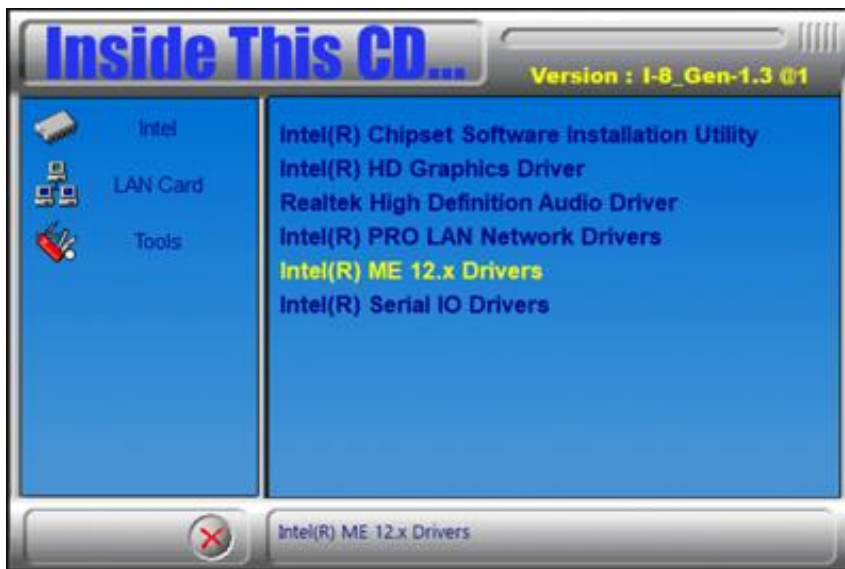 Inside This CD...
Version : I-8_Gen-1.3 @1
Intel
LAN Card
Tools
Intel(R) Chipset Software Installation Utility
Intel(R) HD Graphics Driver
Realtek High Definition Audio Driver
Intel(R) PRO LAN Network Drivers
Intel(R) ME 12.x Drivers
Intel(R) Serial IO Drivers
Intel(R) ME 12.x Drivers